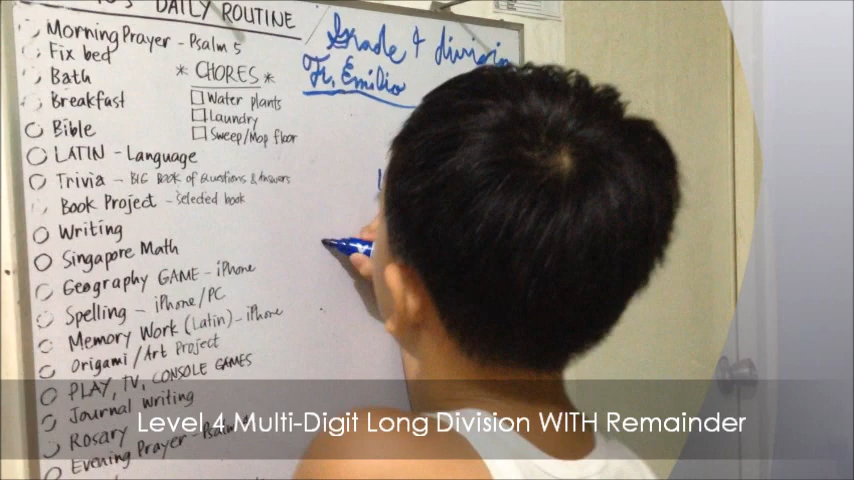 DAILY ROUTINE
Morning Prayer - Psalm 5
Fix bed
Bath
Breakfast
Bible
LATIN - Language
Trivia - BIG BOOK of Questions & Answers
Book Project - Selected book
Writing
Singapore Math
Geography GAME - iPhone
Spelling - iPhone/PC
Memory Work (Latin) - iPhone
Origami/Art Project
PLAY, TV, CONSOLE GAMES
Journal Writing
Rosary
Evening Prayer - Psalm
* CHORES *
Water plants
Laundry
Sweep/Mop floor
Grade 4 division
Fr. Emilio
Level 4 Multi-Digit Long Division WITH Remainder